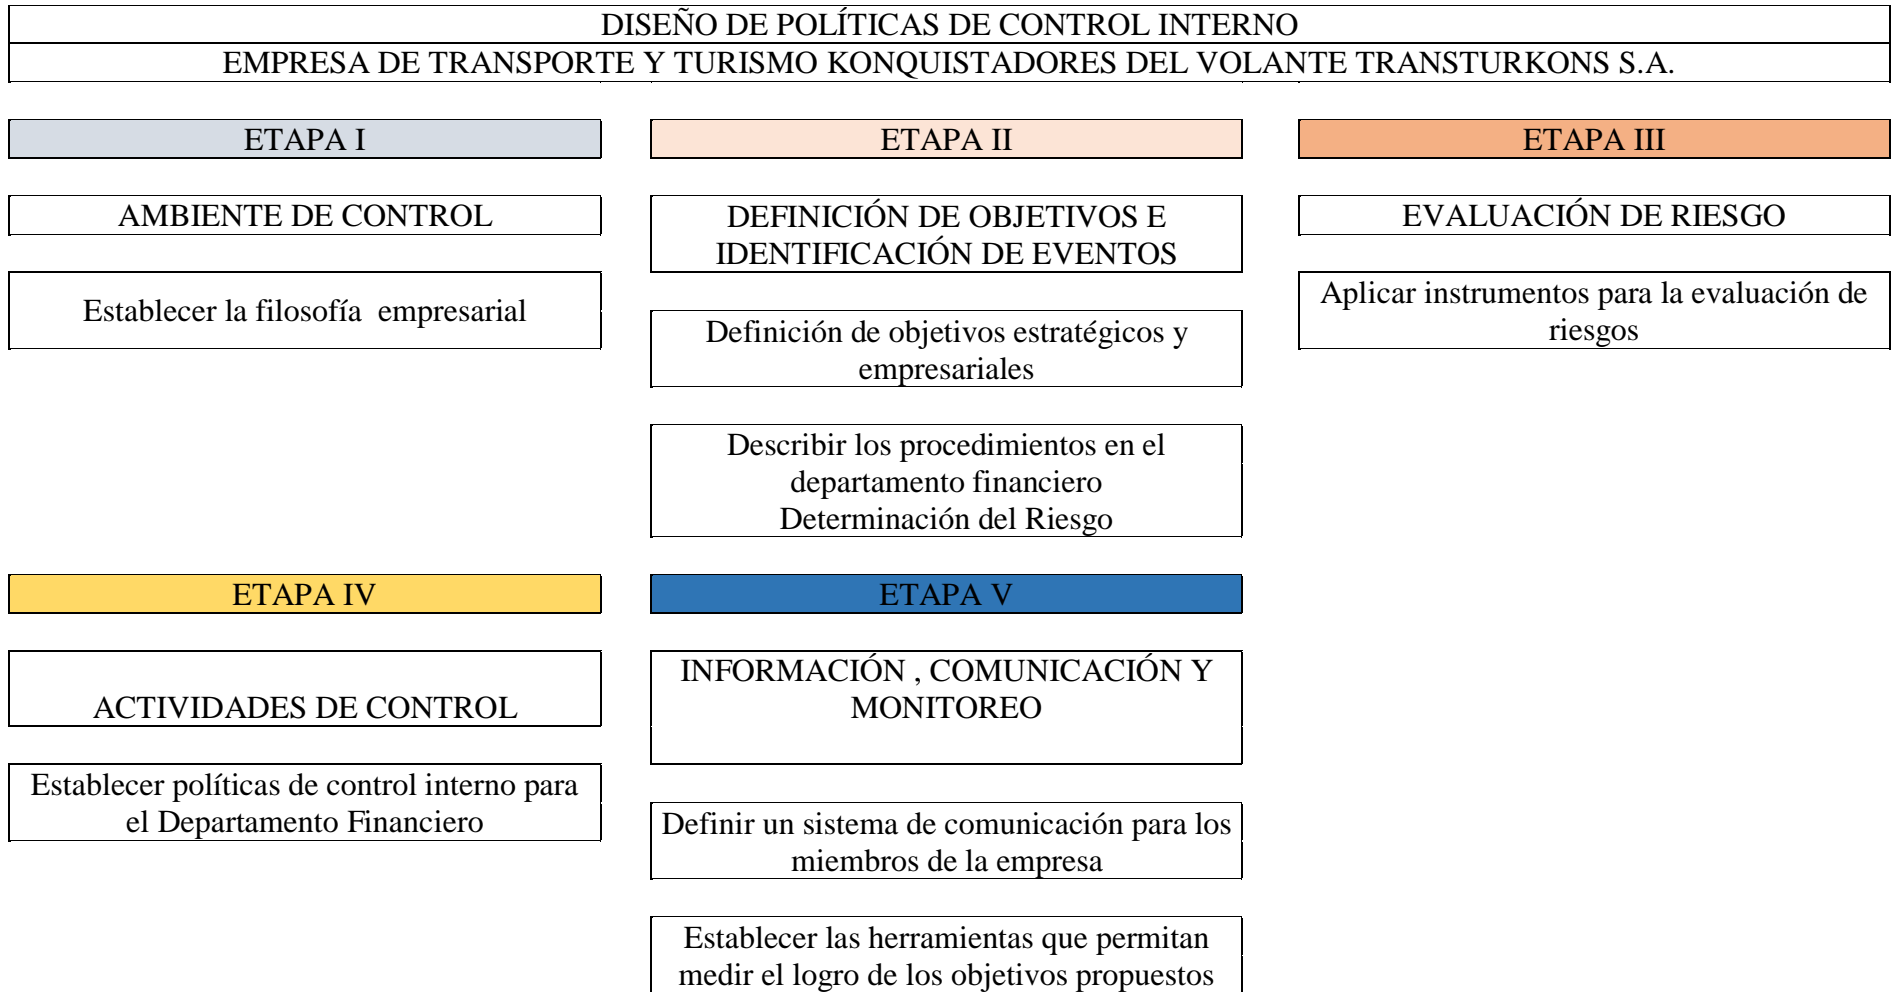 DISEÑO DE POLÍTICAS DE CONTROL INTERNO
EMPRESA DE TRANSPORTE Y TURISMO KONQUISTADORES DEL VOLANTE TRANSTURKONS S.A.
ETAPA I
AMBIENTE DE CONTROL
Establecer la filosofía empresarial
ETAPA II
DEFINICIÓN DE OBJETIVOS E
IDENTIFICACIÓN DE EVENTOS
Definición de objetivos estratégicos y
empresariales
Describir los procedimientos en el
departamento financiero
Determinación del Riesgo
ETAPA III
EVALUACIÓN DE RIESGO
Aplicar instrumentos para la evaluación de
riesgos
ETAPA IV
ACTIVIDADES DE CONTROL
Establecer políticas de control interno para
el Departamento Financiero
ETAPA V
INFORMACIÓN , COMUNICACIÓN Y
MONITOREO
Definir un sistema de comunicación para los
miembros de la empresa
Establecer las herramientas que permitan
medir el logro de los objetivos propuestos